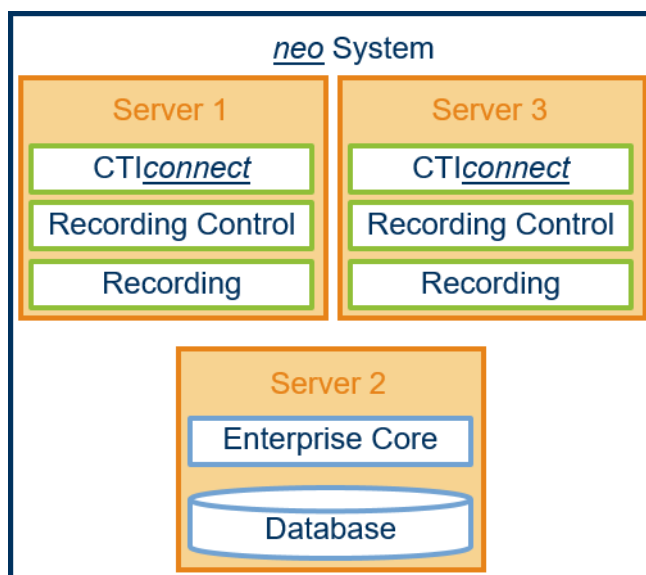 neo System
Server 1
CTIconnect
Recording Control
Recording
Server 3
CTIconnect
Recording Control
Recording
Server 2
Enterprise Core
Database